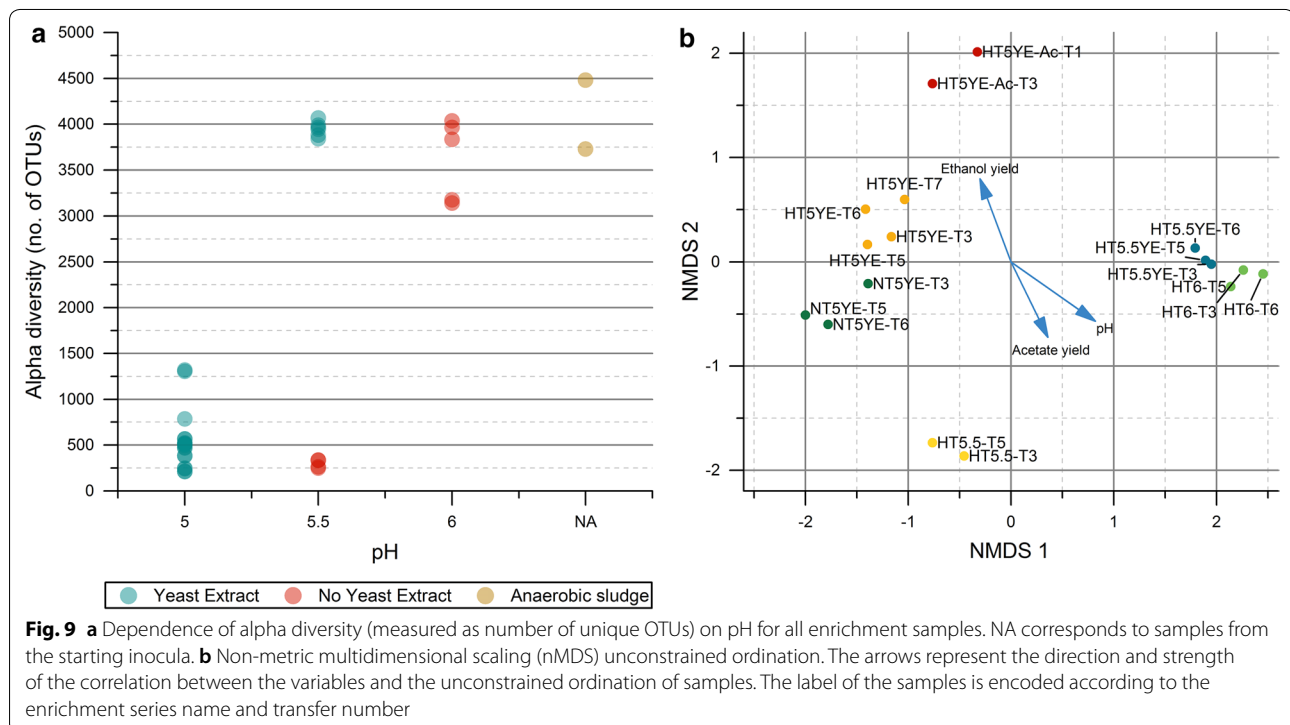 a
5000
4500
4000
3500
3000
2500
2000
1500
1000
500
0
Alpha diversity (no. of OTUs)
5 5.5 6 NA
pH
Yeast Extract No Yeast Extract Anaerobic sludge
b
2
1
0
-1
-2
NMDS 2
HT5YE-Ac-T1
HT5YE-Ac-T3
Ethanol yield
HT5YE-T7
HT5YE-T6
HT5YE-T3
HT5YE-T5
NT5YE-T3
NT5YE-T5
NT5YE-T6
HT5.5YE-T6
HT5.5YE-T5
HT5.5YE-T3
HT6-T5
HT6-T3
HT6-T6
pH
Acetate yield
HT5.5-T5
HT5.5-T3
-2 -1 0 1 2
NMDS 1
Fig. 9 a Dependence of alpha diversity (measured as number of unique OTUs) on pH for all enrichment samples. NA corresponds to samples from
the starting inocula. b Non-metric multidimensional scaling (nMDS) unconstrained ordination. The arrows represent the direction and strength
of the correlation between the variables and the unconstrained ordination of samples. The label of the samples is encoded according to the
enrichment series name and transfer number